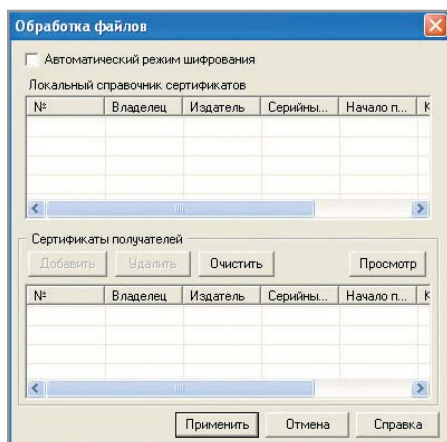 Обработка файлов
Автоматический режим шифрования
Локальный справочник сертификатов
№ Владелец Издатель Серийны... Начало п... К
Сертификаты получателей
Добавить Удалить Очистить Просмотр
№ Владелец Издатель Серийны... Начало п... К
Применить Отмена Справка